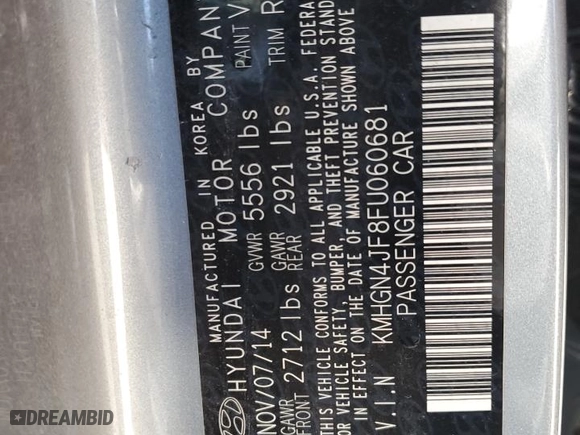 MANUFACTURED IN KOREA BY
HYUNDAI MOTOR COMPAN
NOV/07/14 GVWR 5556 lbs PAINT V
GAWR FRONT 2712 lbs GAWR REAR 2921 lbs TRIM R
THIS VEHICLE CONFORMS TO ALL APPLICABLE U.S.A. FEDERA
OR VEHICLE SAFETY, BUMPER, AND THEFT PREVENTION STAND
IN EFFECT ON THE DATE OF MANUFACTURE SHOWN ABOVE
V.I.N KMHGN4JF8FU060681
PASSENGER CAR
DREAMBID